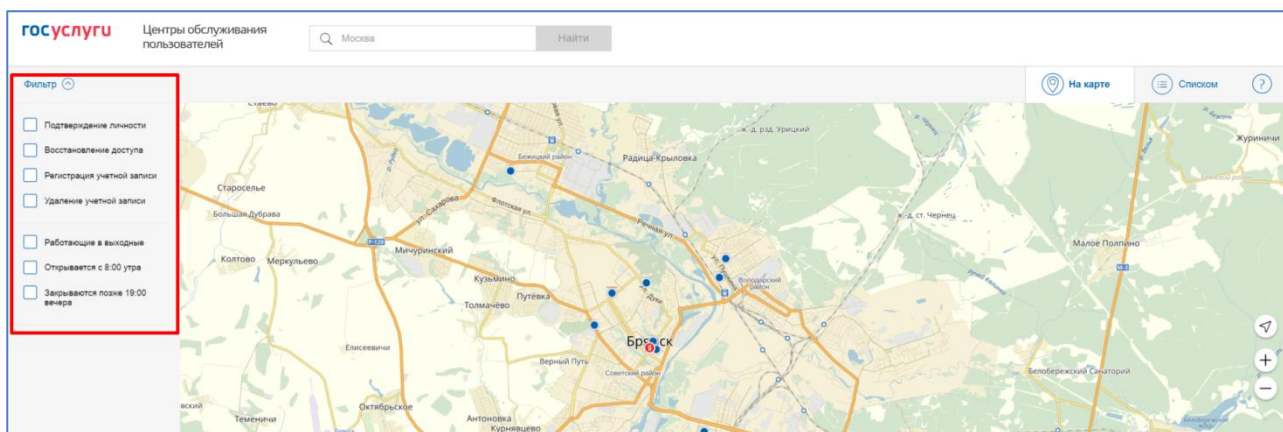 госуслуги
Центры обслуживания
пользователей
Москва
Найти
Фильтр
На карте
Списком
?
Подтверждение личности
Восстановление доступа
Регистрация учетной записи
Удаление учетной записи
Работающие в выходные
Открывается с 8:00 утра
Закрываются позже 19:00
вечера
ж.-д. рзд. Урицкий
Журиничи
Бежицкий район
Радица-Крыловка
Староселье
Большая Дубрава
ул. Сахарова
Флотская ул.
Речная ул.
ж.-д. ст. Чернец
Малое Полпино
Мичуринский
Колтово
Меркульево
Кузьмино
Володарский
район
Толмачёво
Путёвка
ул. Дуки
Брянск
Елисеевичи
Верный Путь
Советский район
Белобережский Санаторий
Октябрьское
Теменичи
Антоновка
Курнявцево
+
−